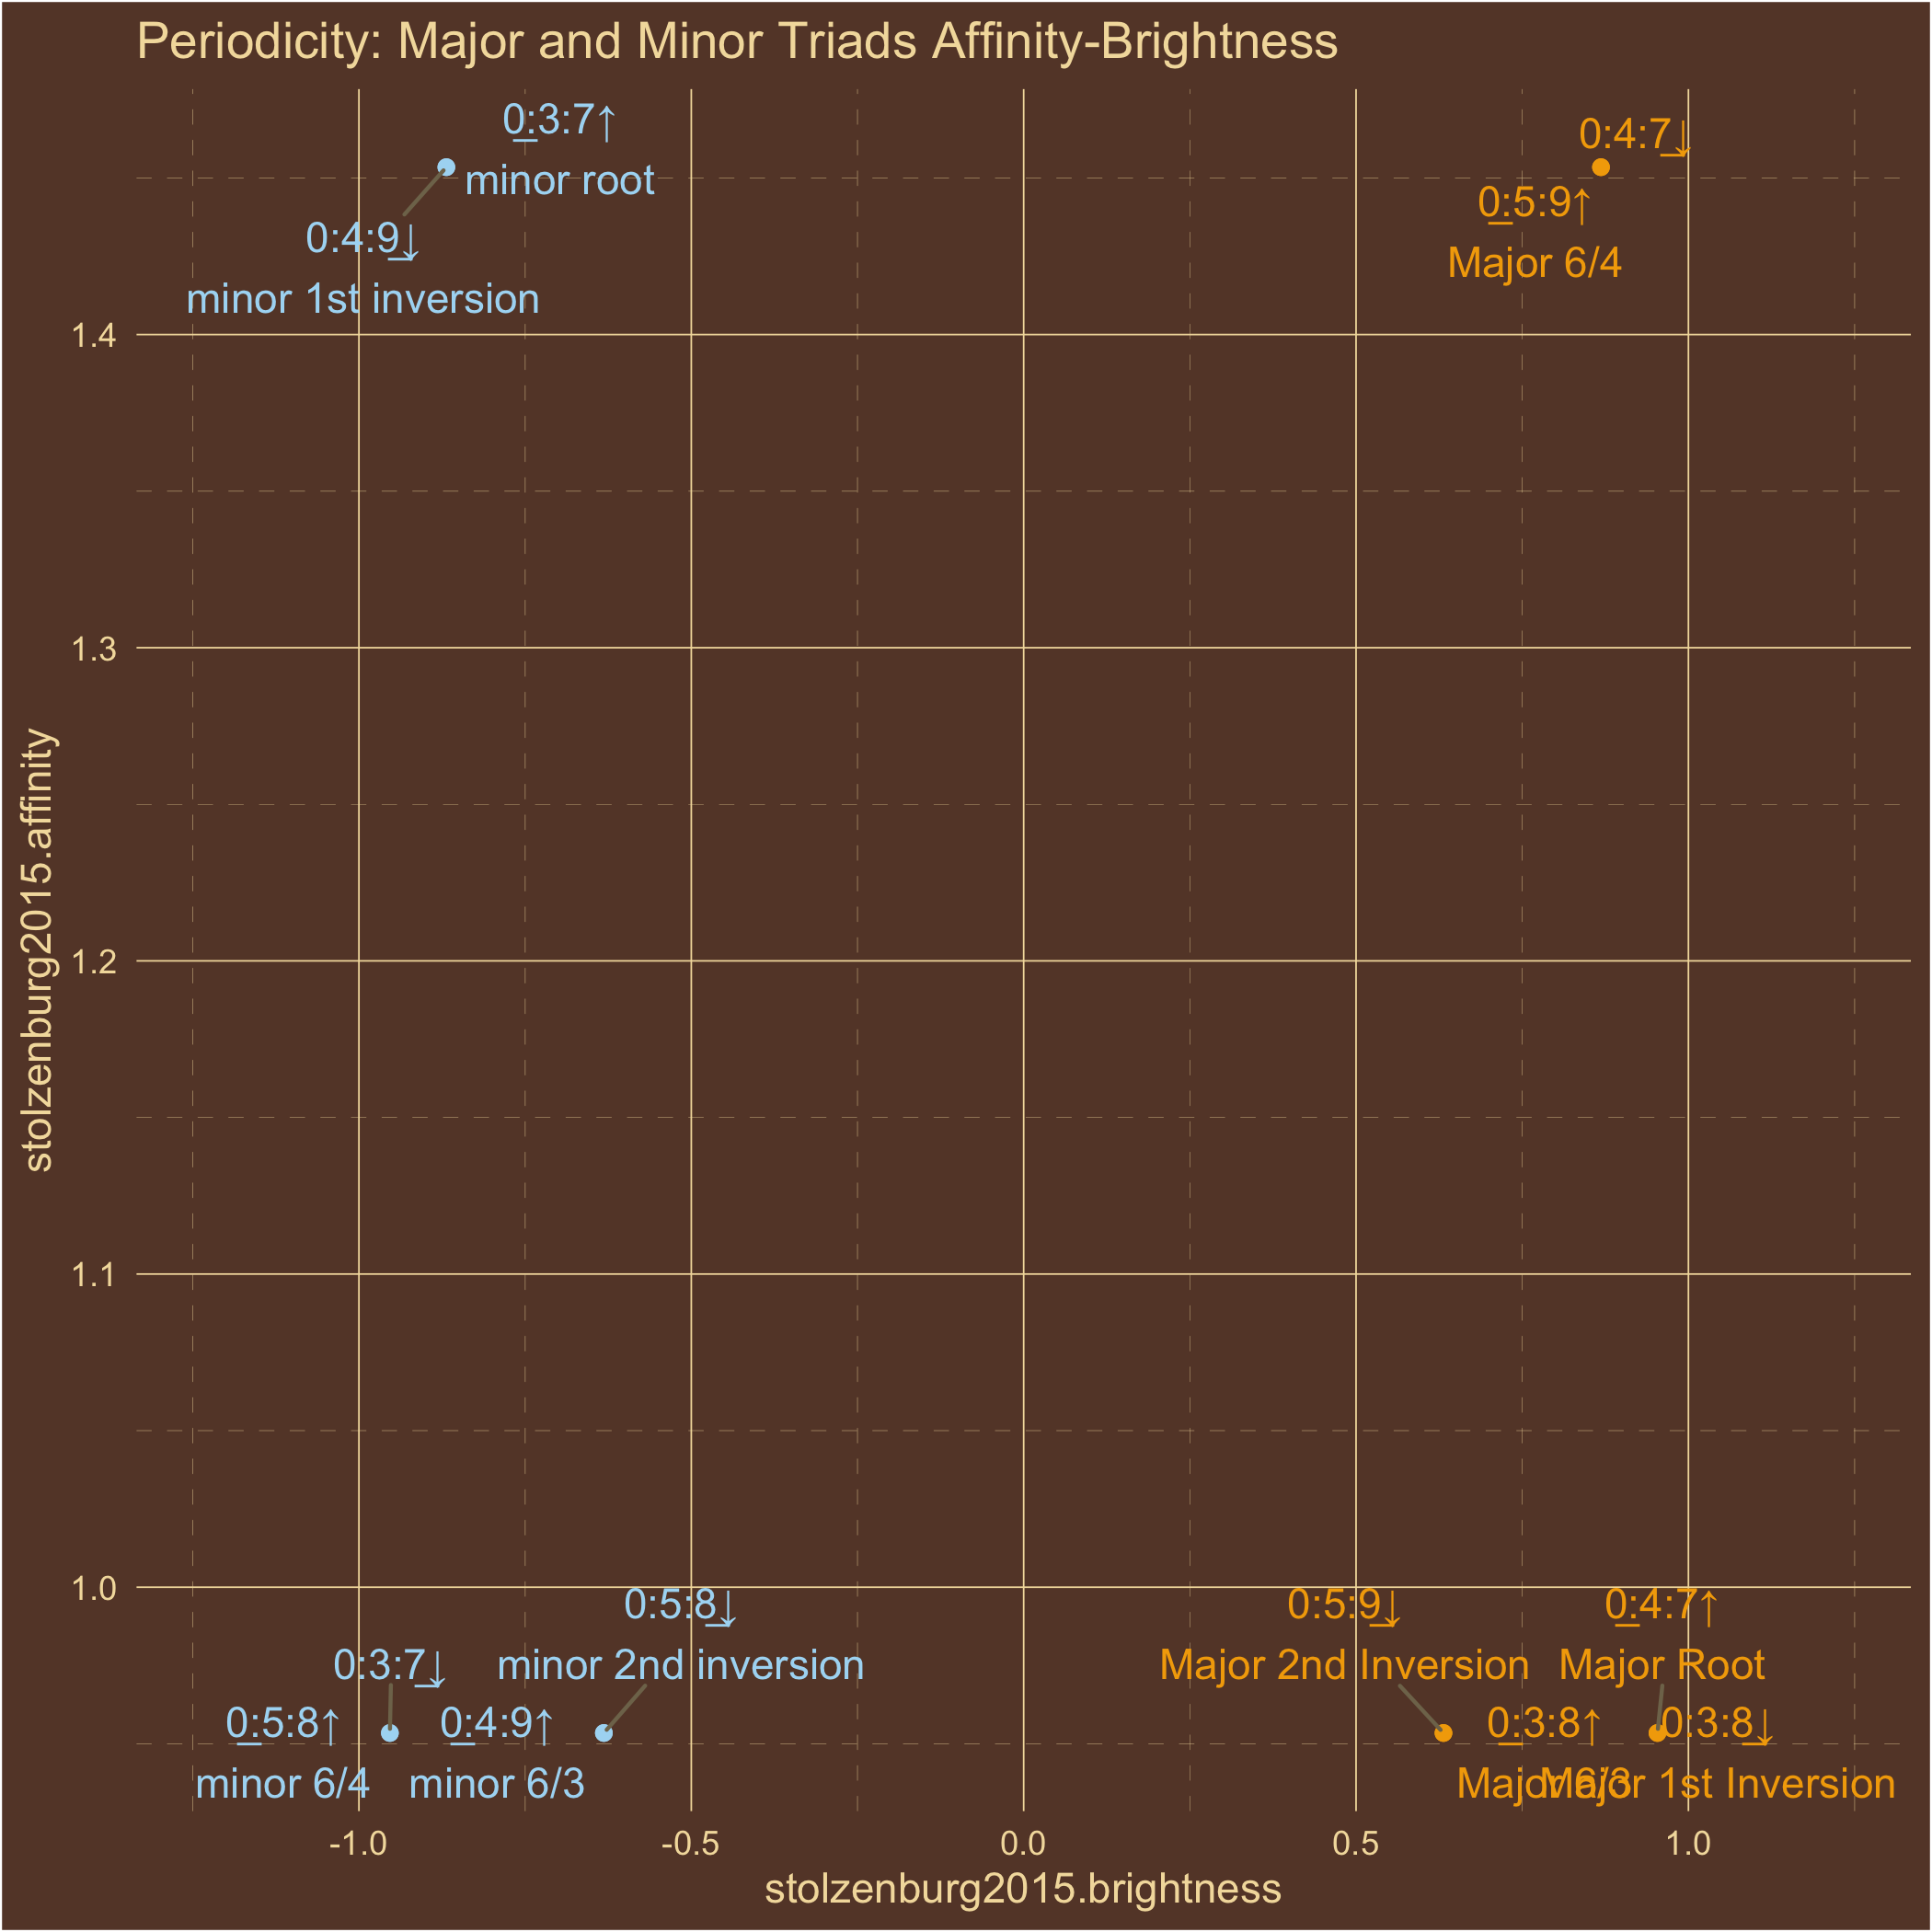 Periodicity: Major and Minor Triads Affinity-Brightness
0:3:7↑
minor root
0:4:9↓
minor 1st inversion
0:4:7↓
0:5:9↑
Major 6/4
1.4
1.3
1.2
1.1
1.0
stolzenburg2015.affinity
0:5:8↓
minor 2nd inversion
0:3:7↓
0:5:8↑
minor 6/4
0:4:9↑
minor 6/3
0:5:9↓
Major 2nd Inversion
0:4:7↑
Major Root
0:3:8↑
Major 6/3
0:3:8↓
Major 1st Inversion
-1.0
-0.5
0.0
0.5
1.0
stolzenburg2015.brightness